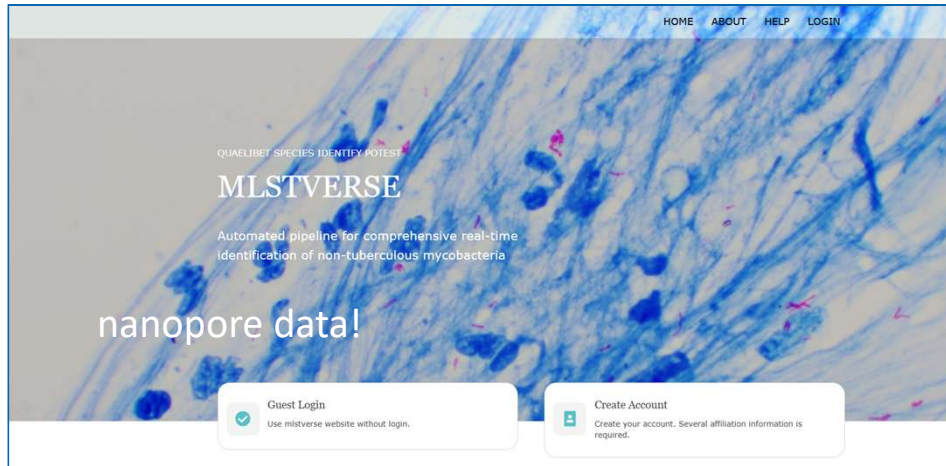 HOME ABOUT HELP LOGIN
QUAELIBET SPECIES IDENTIFY POTEST
MLSTVERSE
Automated pipeline for comprehensive real-time
identification of non-tuberculous mycobacteria
nanopore data!
Guest Login
Use mlstverse website without login.
Create Account
Create your account. Several affiliation information is
required.